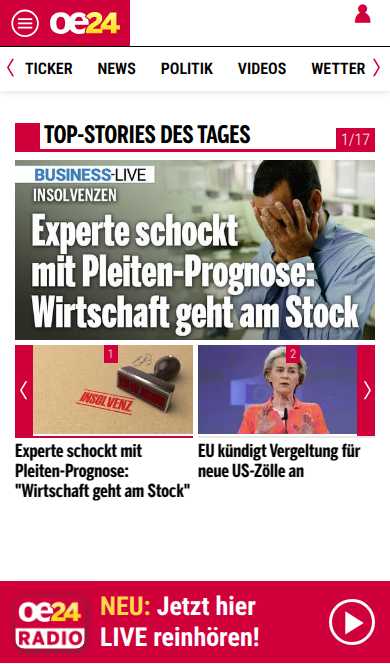 oe24
TICKER NEWS POLITIK VIDEOS WETTER
TOP-STORIES DES TAGES
1/17
BUSINESS-LIVE
INSOLVENZEN
Experte schockt
mit Pleiten-Prognose:
Wirtschaft geht am Stock
1
INSOLVENZ
2
Experte schockt mit
Pleiten-Prognose:
"Wirtschaft geht am Stock"
EU kündigt Vergeltung für
neue US-Zölle an
oe24
RADIO
NEU: Jetzt hier
LIVE reinhören!